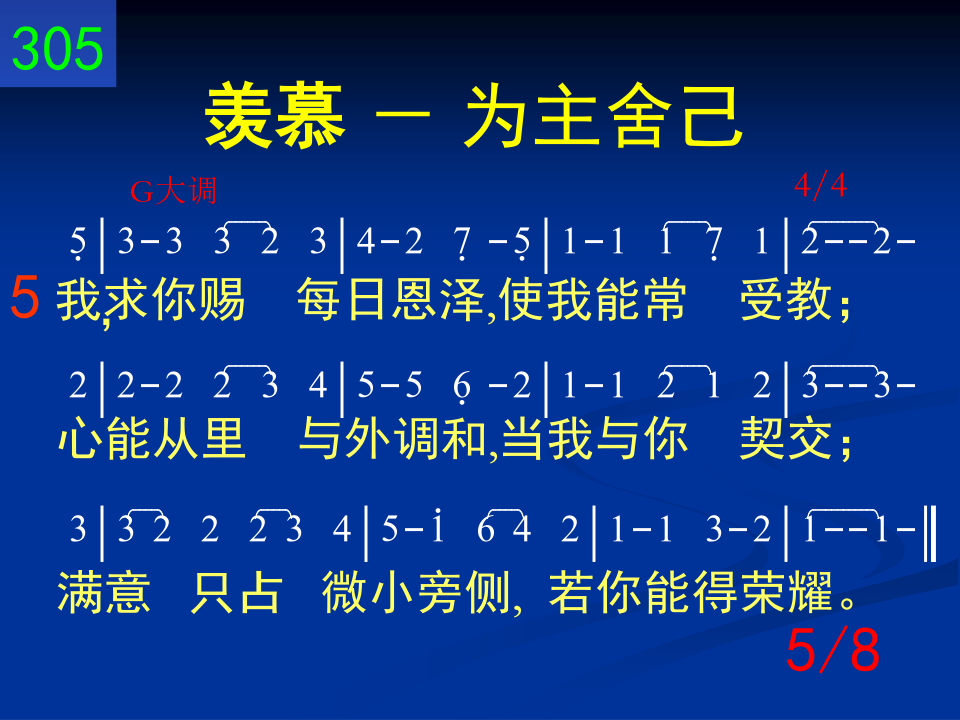 305
羡慕 － 为主舍己
G大调 4/4
5̣|3-3 3 2 3|4-2 7̣ -5̣|1-1 1 7̣ 1|2--2-
5 我,求你赐 每日恩泽,使我能常 受教；
2|2-2 2 3 4|5-5 6̣ -2|1-1 2 1 2|3--3-
心能从里 与外调和,当我与你 契交；
3|3 2 2 2 3 4|5-1̇ 6 4 2|1-1 3-2|1--1-‖
满意 只占 微小旁侧, 若你能得荣耀。
5/8